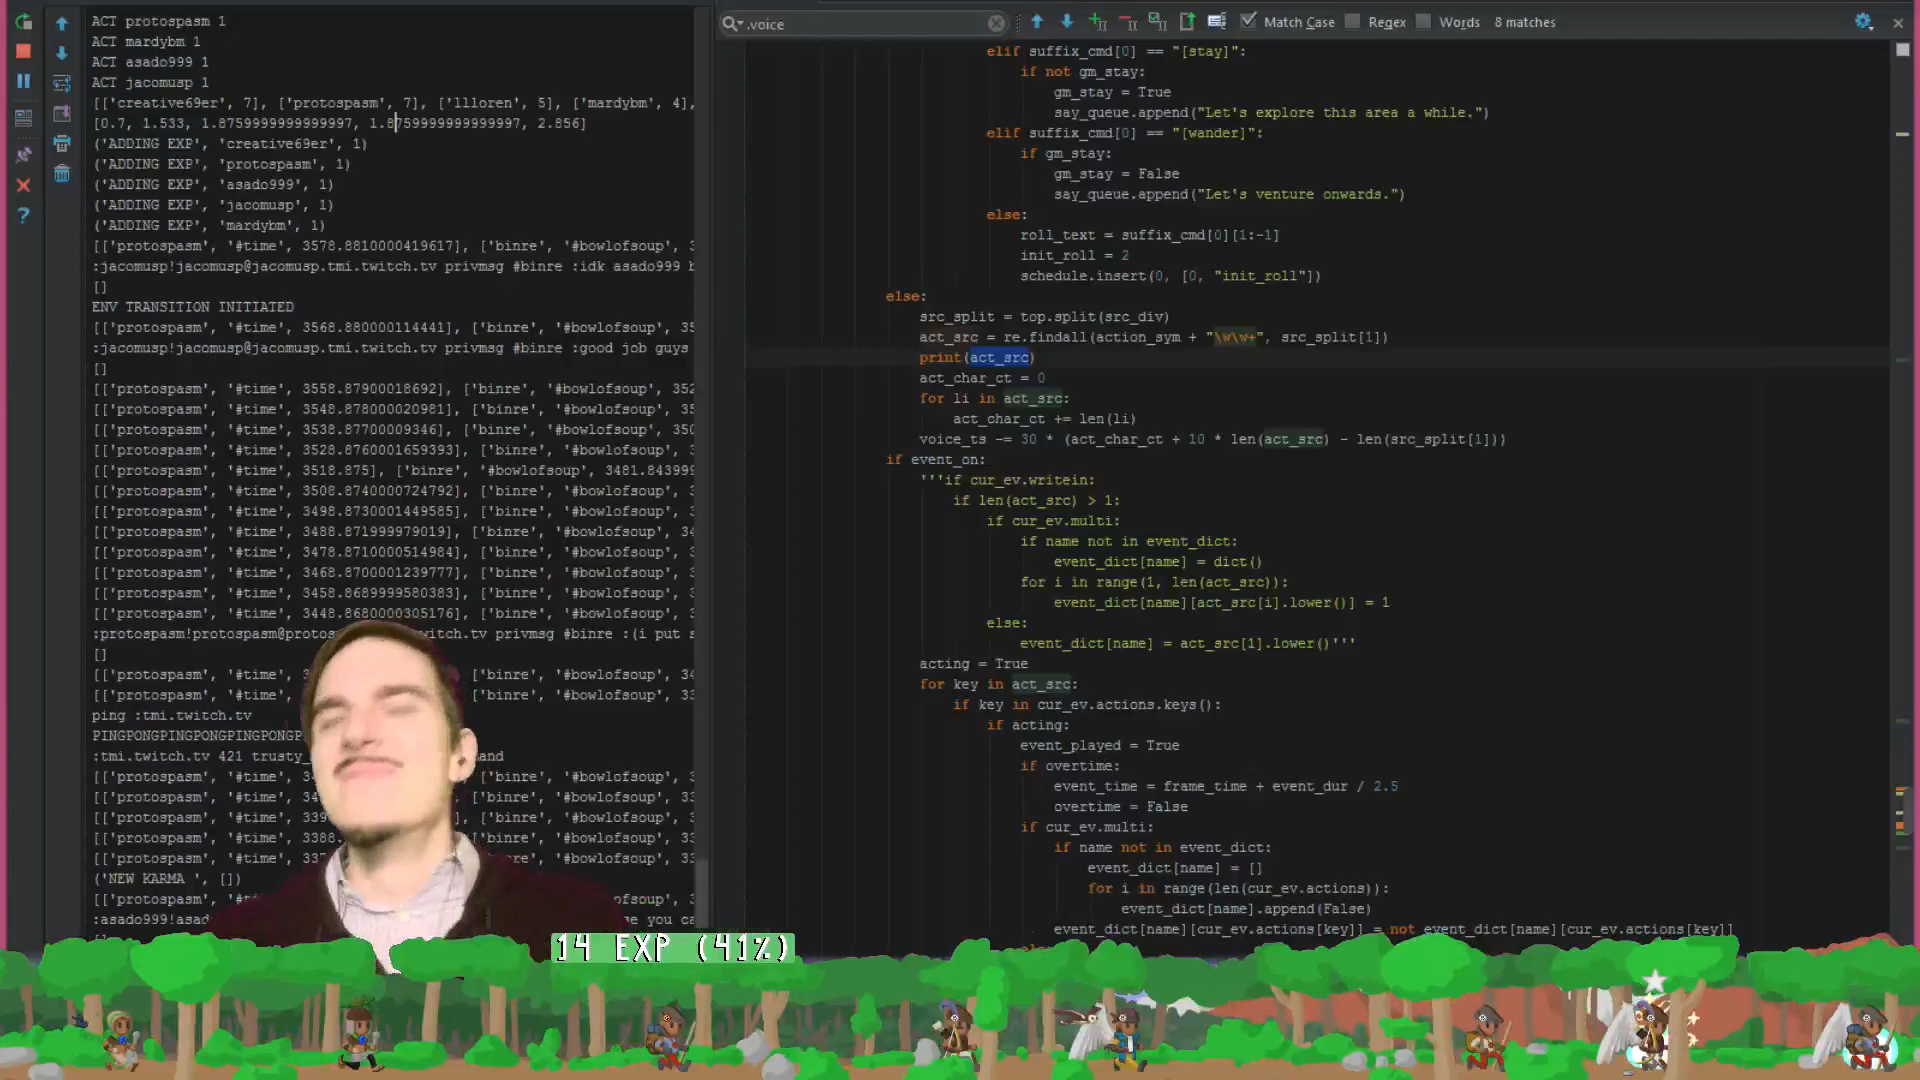 ACT protospasm 1
ACT mardybm 1
ACT asado999 1
ACT jacomusp 1
[['creative69er', 7], ['protospasm', 7], ['llloren', 5], ['mardybm', 4],
[0.7, 1.533, 1.8759999999999997, 1.8759999999999997, 2.856]
('ADDING EXP', 'creative69er', 1)
('ADDING EXP', 'protospasm', 1)
('ADDING EXP', 'asado999', 1)
('ADDING EXP', 'jacomusp', 1)
('ADDING EXP', 'mardybm', 1)
[['protospasm', '#time', 3578.8810000419617], ['binre', '#bowlofsoup', 3
:jacomusp!jacomusp@jacomusp.tmi.twitch.tv privmsg #binre :idk asado999 b
[]
ENV TRANSITION INITIATED
[['protospasm', '#time', 3568.880000114441], ['binre', '#bowlofsoup', 35
:jacomusp!jacomusp@jacomusp.tmi.twitch.tv privmsg #binre :good job guys
[]
[['protospasm', '#time', 3558.87900018692], ['binre', '#bowlofsoup', 352
[['protospasm', '#time', 3548.878000020981], ['binre', '#bowlofsoup', 35
[['protospasm', '#time', 3538.87700009346], ['binre', '#bowlofsoup', 350
[['protospasm', '#time', 3528.8760001659393], ['binre', '#bowlofsoup', 3
[['protospasm', '#time', 3518.875], ['binre', '#bowlofsoup', 3481.843999
[['protospasm', '#time', 3508.8740000724792], ['binre', '#bowlofsoup', 3
[['protospasm', '#time', 3498.8730001449585], ['binre', '#bowlofsoup', 3
[['protospasm', '#time', 3488.871999979019], ['binre', '#bowlofsoup', 34
[['protospasm', '#time', 3478.8710000514984], ['binre', '#bowlofsoup', 3
[['protospasm', '#time', 3468.8700001239777], ['binre', '#bowlofsoup', 3
[['protospasm', '#time', 3458.8689999580383], ['binre', '#bowlofsoup', 3
[['protospasm', '#time', 3448.8680000305176], ['binre', '#bowlofsoup', 3
:protospasm!protospasm@protos witch.tv privmsg #binre :(i put s
[]
[['protospasm', '#time', 3 ['binre', '#bowlofsoup', 34
[['protospasm', '#time', 3 ['binre', '#bowlofsoup', 33
ping :tmi.twitch.tv
PINGPONGPINGPONGPINGPONGP
:tmi.twitch.tv 421 trusty_ and
[['protospasm', '#time', 3 ['binre', '#bowlofsoup', 33
[['protospasm', '#time', 34 ['binre', '#bowlofsoup', 33
[['protospasm', '#time', 339 ['binre', '#bowlofsoup', 3
[['protospasm', '#time', 3388 ['binre', '#bowlofsoup', 33
[['protospasm', '#time', 337 re', '#bowlofsoup', 33
('NEW KARMA ', [])
[['protospasm', '#ti fsoup', 33
:asado999!asad se you ca
.voice
Match Case
Regex
Words
8 matches
elif suffix_cmd[0] == "[stay]":
if not gm_stay:
gm_stay = True
say_queue.append("Let's explore this area a while.")
elif suffix_cmd[0] == "[wander]":
if gm_stay:
gm_stay = False
say_queue.append("Let's venture onwards.")
else:
roll_text = suffix_cmd[0][1:-1]
init_roll = 2
schedule.insert(0, [0, "init_roll"])
else:
src_split = top.split(src_div)
act_src = re.findall(action_sym + "\w\w+", src_split[1])
print(act_src)
act_char_ct = 0
for li in act_src:
act_char_ct += len(li)
voice_ts -= 30 * (act_char_ct + 10 * len(act_src) - len(src_split[1]))
if event_on:
'''if cur_ev.writein:
if len(act_src) > 1:
if cur_ev.multi:
if name not in event_dict:
event_dict[name] = dict()
for i in range(1, len(act_src)):
event_dict[name][act_src[i].lower()] = 1
else:
event_dict[name] = act_src[1].lower()'''
acting = True
for key in act_src:
if key in cur_ev.actions.keys():
if acting:
event_played = True
if overtime:
event_time = frame_time + event_dur / 2.5
overtime = False
if cur_ev.multi:
if name not in event_dict:
event_dict[name] = []
for i in range(len(cur_ev.actions)):
event_dict[name].append(False)
event_dict[name][cur_ev.actions[key]] = not event_dict[name][cur_ev.actions[key]]
14 EXP (41%)